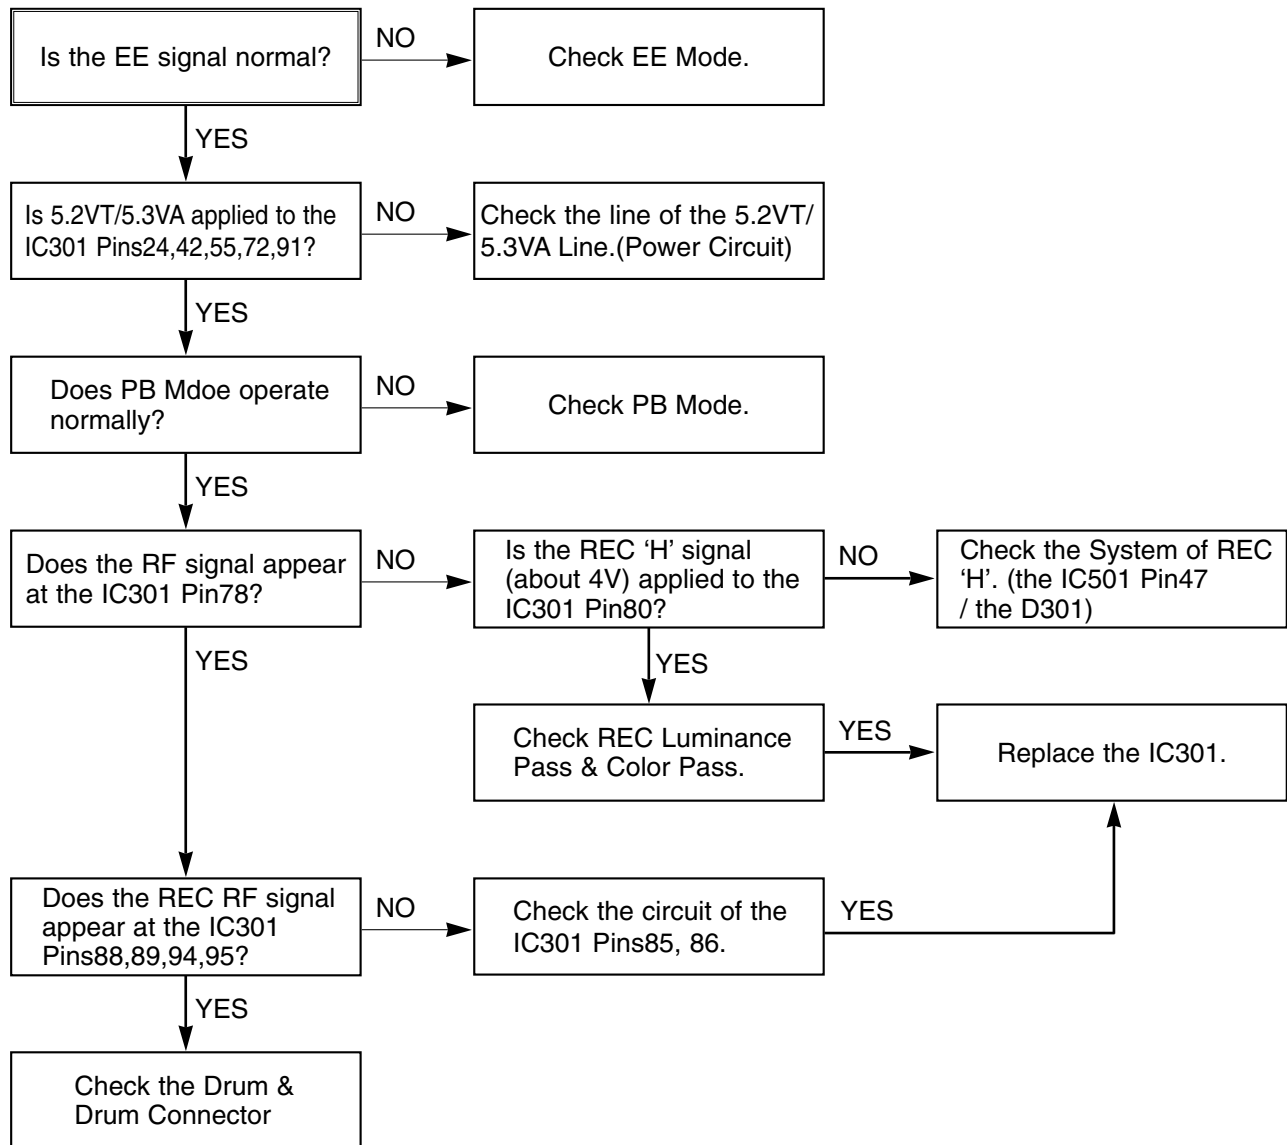 Is the EE signal normal?
NO
Check EE Mode.
YES
Is 5.2VT/5.3VA applied to the
IC301 Pins24,42,55,72,91?
NO
Check the line of the 5.2VT/
5.3VA Line.(Power Circuit)
YES
Does PB Mdoe operate
normally?
NO
Check PB Mode.
YES
Does the RF signal appear
at the IC301 Pin78?
NO
Is the REC ‘H’ signal
(about 4V) applied to the
IC301 Pin80?
NO
Check the System of REC
‘H’. (the IC501 Pin47
/ the D301)
YES
YES
Check REC Luminance
Pass & Color Pass.
YES
Replace the IC301.
Does the REC RF signal
appear at the IC301
Pins88,89,94,95?
NO
Check the circuit of the
IC301 Pins85, 86.
YES
YES
Check the Drum &
Drum Connector